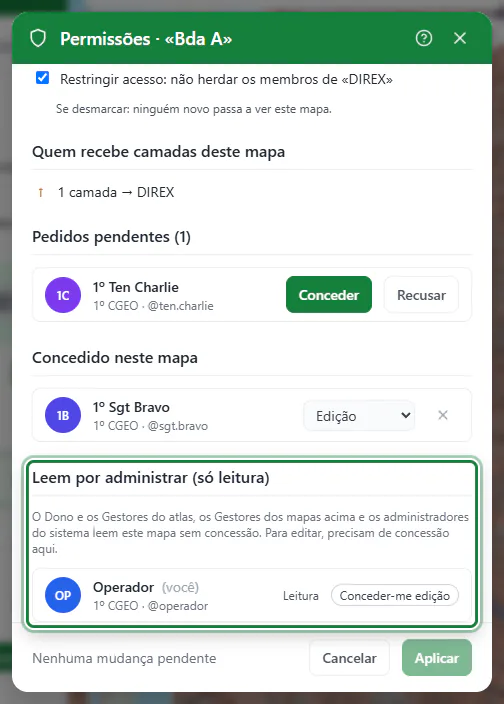 Permissões · «Bda A»
Restringir acesso: não herdar os membros de «DIREX»
Se desmarcar: ninguém novo passa a ver este mapa.
Quem recebe camadas deste mapa
↑ 1 camada → DIREX
Pedidos pendentes (1)
1C
1º Ten Charlie
1º CGEO · @ten.charlie
Conceder
Recusar
Concedido neste mapa
1B
1º Sgt Bravo
1º CGEO · @sgt.bravo
Edição
Leem por administrar (só leitura)
O Dono e os Gestores do atlas, os Gestores dos mapas acima e os administradores
do sistema leem este mapa sem concessão. Para editar, precisam de concessão
aqui.
OP
Operador (você)
1º CGEO · @operador
Leitura
Conceder-me edição
Nenhuma mudança pendente
Cancelar
Aplicar